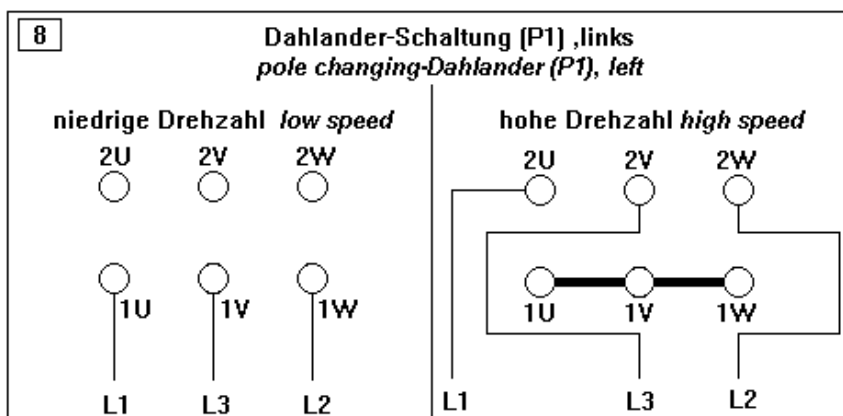 8
Dahlander-Schaltung (P1) ,links
pole changing-Dahlander (P1), left
niedrige Drehzahl low speed
2U 2V 2W
1U 1V 1W
L1 L3 L2
hohe Drehzahl high speed
2U 2V 2W
1U 1V 1W
L1 L3 L2